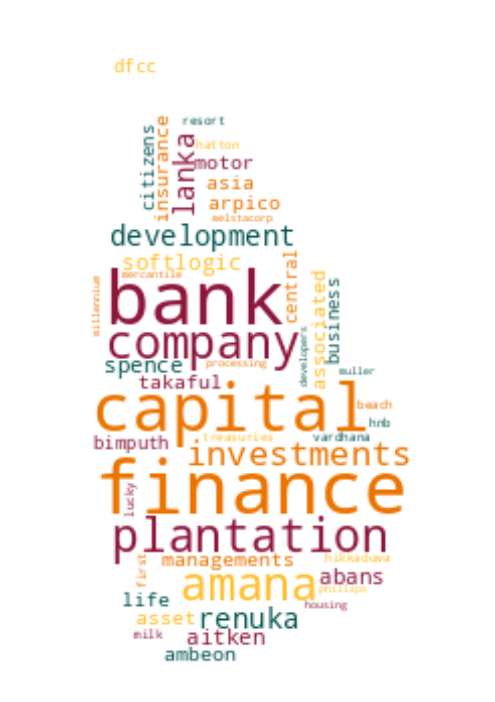 dfcc
resort
citizens
insurance
lanka
hatton
motor
asia
arpico
melstacorp
development
softlogic
mercantile
central
millennium
bank
associated
business
company
developers
spence
processing
muller
takaful
capital
beach
hnb
bimputh
treasuries
vardhana
investments
finance
lucky
plantation
first
managements
hikkaduwa
amana
abans
phillips
life
housing
asset
renuka
milk
aitken
ambeon